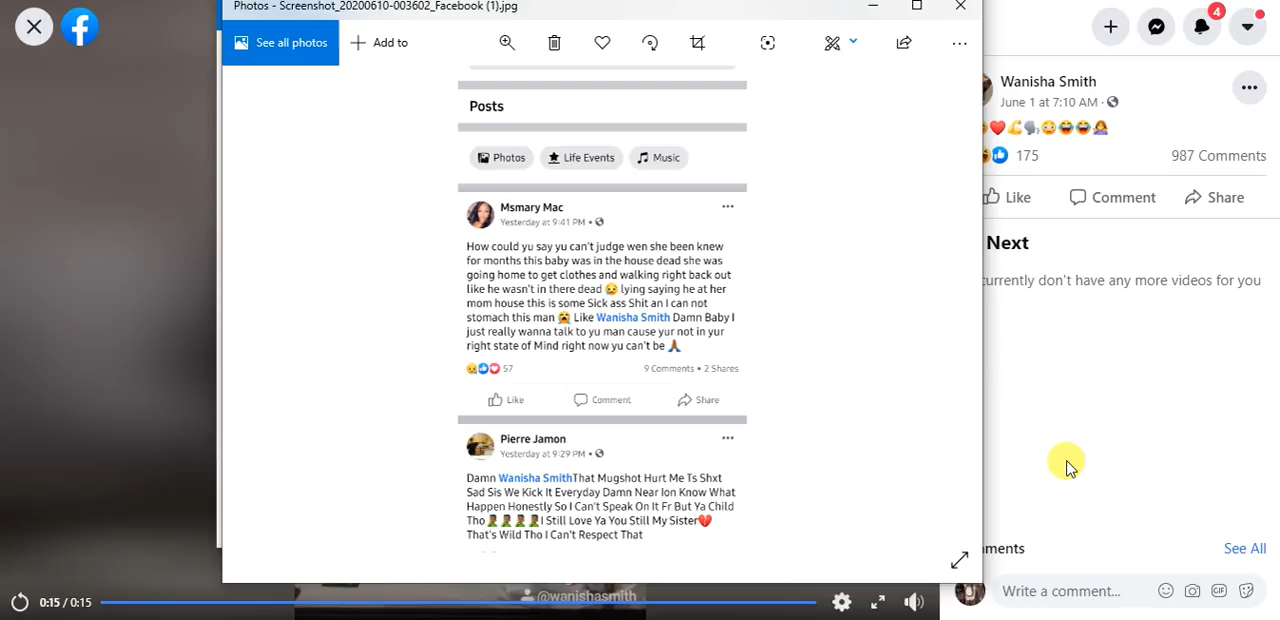 Photos - Screenshot_20200610-003602_Facebook (1).jpg
See all photos
Add to
4
Posts
Photos
Life Events
Music
Msmary Mac
Yesterday at 9:41 PM •
How could yu say yu can't judge wen she been knew
for months this baby was in the house dead she was
going home to get clothes and walking right back out
like he wasn't in there dead 😥 lying saying he at her
mom house this is some Sick ass Shit an I can not
stomach this man 😭 Like Wanisha Smith Damn Baby I
just really wanna talk to yu man cause yur not in yur
right state of Mind right now yu can't be 🙏🏾
57
9 Comments • 2 Shares
Like
Comment
Share
Pierre Jamon
Yesterday at 9:29 PM •
Damn Wanisha SmithThat Mugshot Hurt Me Ts Shxt
Sad Sis We Kick It Everyday Damn Near Ion Know What
Happen Honestly So I Can't Speak On It Fr But Ya Child
Tho🤦🏾‍♂️🤦🏾‍♂️🤦🏾‍♂️🤦🏾‍♂️I Still Love Ya You Still My Sister💔
That's Wild Tho I Can't Respect That
Wanisha Smith
June 1 at 7:10 AM ·
❤️💪🗣😳😂😂🤷‍♀️
175
987 Comments
Like
Comment
Share
Next
currently don't have any more videos for you
ments
See All
Write a comment...
GIF
0:15 / 0:15
@wanishasmith